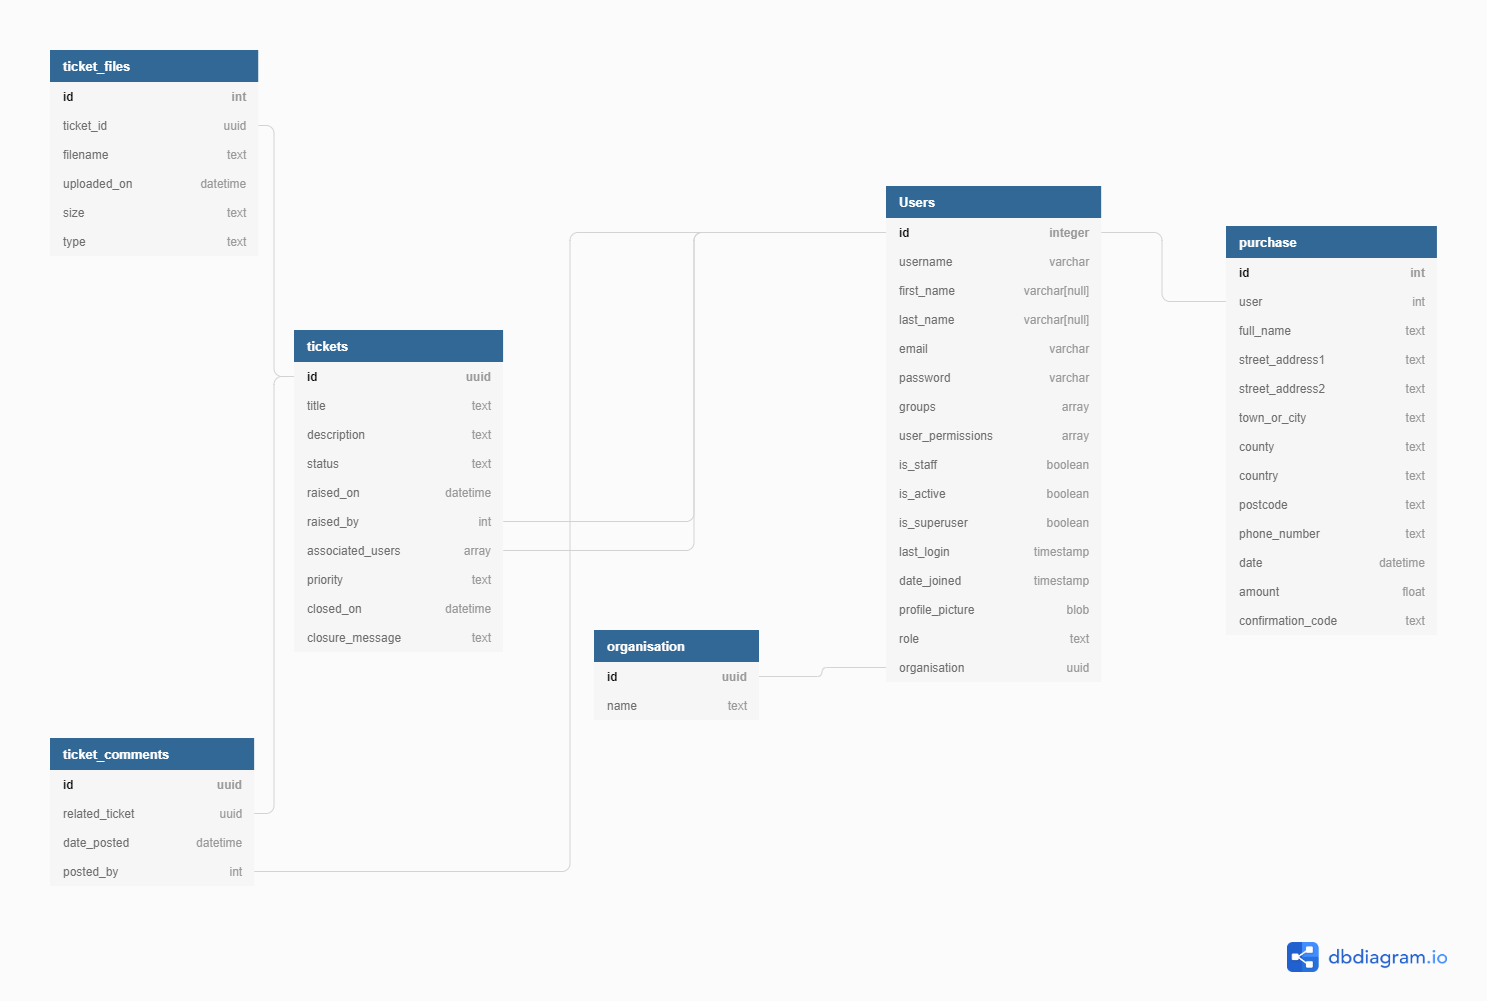 ticket_files
id int
ticket_id uuid
filename text
uploaded_on datetime
size text
type text
tickets
id uuid
title text
description text
status text
raised_on datetime
raised_by int
associated_users array
priority text
closed_on datetime
closure_message text
ticket_comments
id uuid
related_ticket uuid
date_posted datetime
posted_by int
organisation
id uuid
name text
Users
id integer
username varchar
first_name varchar[null]
last_name varchar[null]
email varchar
password varchar
groups array
user_permissions array
is_staff boolean
is_active boolean
is_superuser boolean
last_login timestamp
date_joined timestamp
profile_picture blob
role text
organisation uuid
purchase
id int
user int
full_name text
street_address1 text
street_address2 text
town_or_city text
county text
country text
postcode text
phone_number text
date datetime
amount float
confirmation_code text
dbdiagram.io